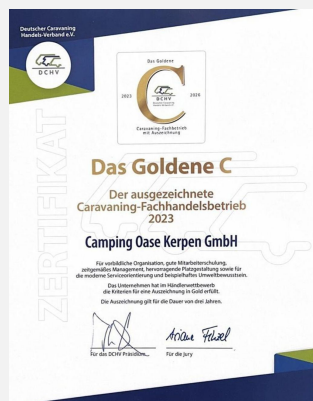 Deutscher Caravaning
Handels-Verband e.V.
DCHV
Das Goldene
2023
C
2026
DCHV
Caravaning-Fachbetrieb
mit Auszeichnung
ZERTIFIKAT
Das Goldene C
Der ausgezeichnete
Caravaning-Fachhandelsbetrieb
2023
Camping Oase Kerpen GmbH
Für vorbildliche Organisation, gute Mitarbeiterschulung,
zeitgemäßes Management, hervorragende Platzgestaltung sowie für
die moderne Serviceorientierung und beispielhaftes Umweltbewusstsein.
Das Unternehmen hat im Händlerwettbewerb
die Kriterien für eine Auszeichnung in Gold erfüllt.
Die Auszeichnung gilt für die Dauer von drei Jahren.
Für das DCHV Präsidium
Für die Jury